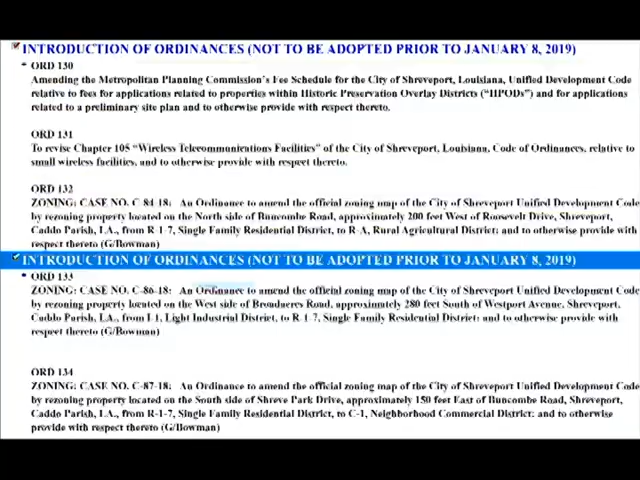 INTRODUCTION OF ORDINANCES (NOT TO BE ADOPTED PRIOR TO JANUARY 8, 2019)
ORD 130
Amending the Metropolitan Planning Commission's Fee Schedule for the City of Shreveport, Louisiana, Unified Development Code
relative to fees for applications related to properties within Historic Preservation Overlay Districts ("HPODs") and for applications
related to a preliminary site plan and to otherwise provide with respect thereto.
ORD 131
To revise Chapter 105 "Wireless Telecommunications Facilities" of the City of Shreveport, Louisiana, Code of Ordinances, relative to
small wireless facilities, and to otherwise provide with respect thereto.
ORD 132
ZONING: CASE NO. C-84-18: An Ordinance to amend the official zoning map of the City of Shreveport Unified Development Code
by rezoning property located on the North side of Buncombe Road, approximately 200 feet West of Roosevelt Drive, Shreveport,
Caddo Parish, LA., from R-1-7, Single Family Residential District, to R-A, Rural Agricultural District: and to otherwise provide with
respect thereto (G/Bowman)
INTRODUCTION OF ORDINANCES (NOT TO BE ADOPTED PRIOR TO JANUARY 8, 2019)
ORD 133
ZONING: CASE NO. C-86-18: An Ordinance to amend the official zoning map of the City of Shreveport Unified Development Code
by rezoning property located on the West side of Broadacres Road, approximately 280 feet South of Westport Avenue, Shreveport,
Caddo Parish, LA., from I-1, Light Industrial District, to R-1-7, Single Family Residential District: and to otherwise provide with
respect thereto (G/Bowman)
ORD 134
ZONING: CASE NO. C-87-18: An Ordinance to amend the official zoning map of the City of Shreveport Unified Development Code
by rezoning property located on the South side of Shreve Park Drive, approximately 150 feet East of Buncombe Road, Shreveport,
Caddo Parish, LA., from R-1-7, Single Family Residential District, to C-1, Neighborhood Commercial District: and to otherwise
provide with respect thereto (G/Bowman)